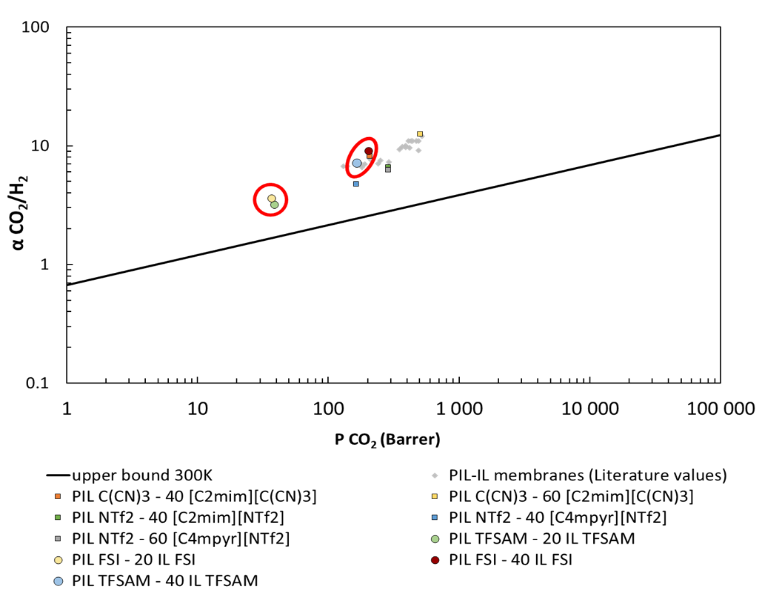 100
10
1
0.1
α CO₂/H₂
1 10 100 1 000 10 000 100 000
P CO₂ (Barrer)
upper bound 300K
PIL-IL membranes (Literature values)
PIL C(CN)3 - 40 [C2mim][C(CN)3]
PIL C(CN)3 - 60 [C2mim][C(CN)3]
PIL NTf2 - 40 [C2mim][NTf2]
PIL NTf2 - 40 [C4mpyr][NTf2]
PIL NTf2 - 60 [C4mpyr][NTf2]
PIL TFSAM - 20 IL TFSAM
PIL FSI - 20 IL FSI
PIL FSI - 40 IL FSI
PIL TFSAM - 40 IL TFSAM